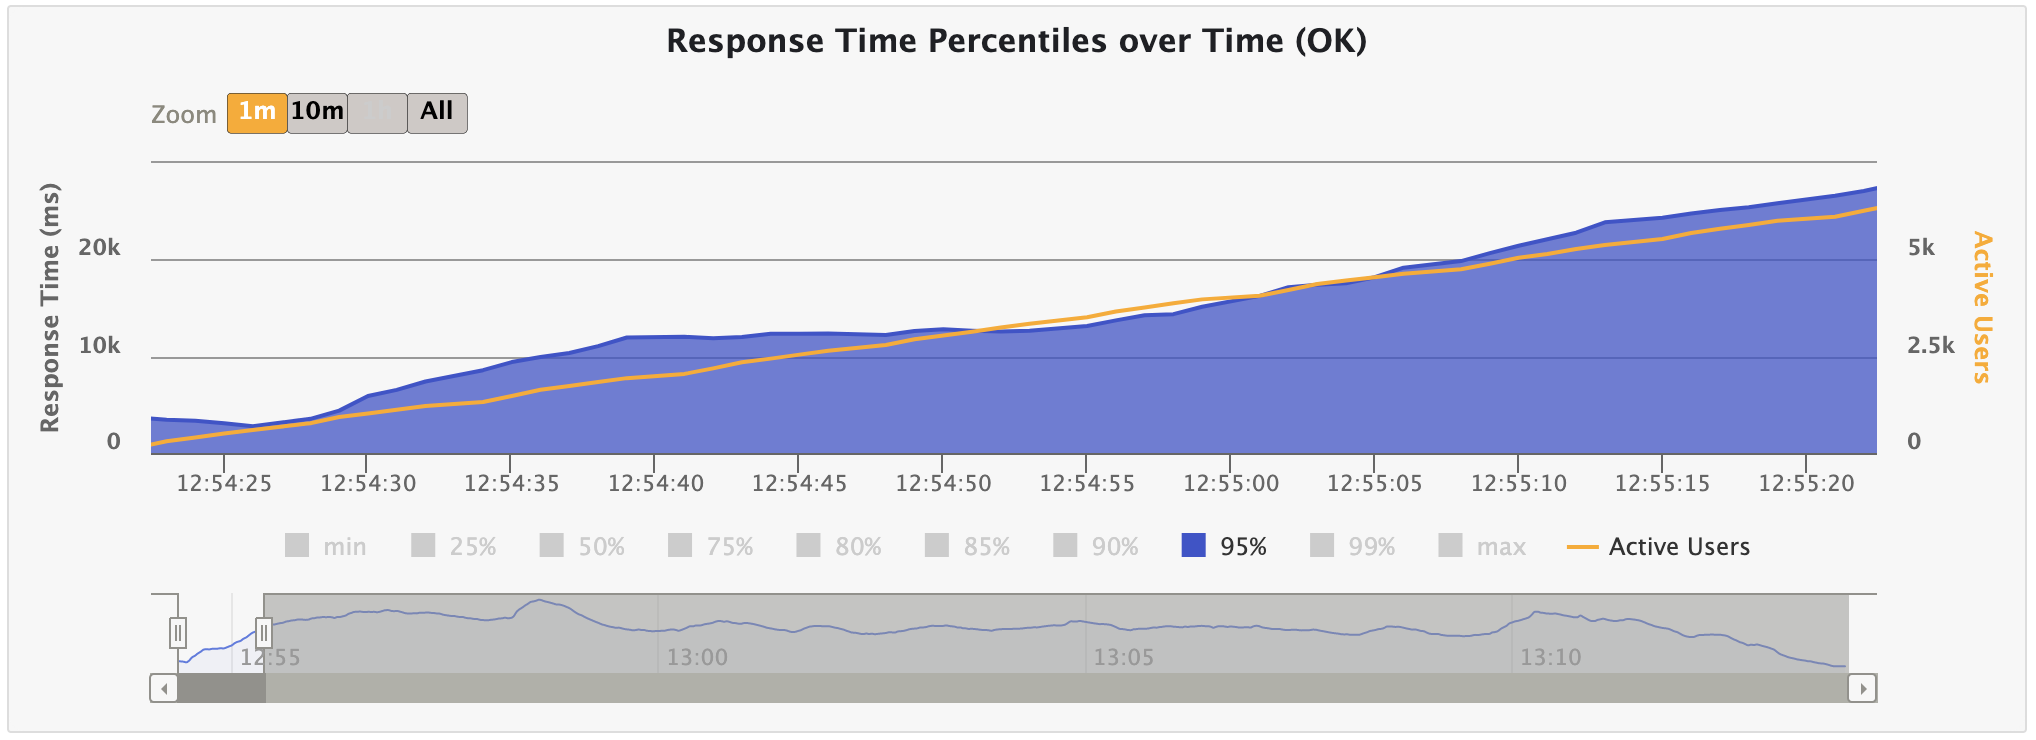 Response Time Percentiles over Time (OK)
Zoom 1m 10m 1h All
Response Time (ms)
20k
10k
0
5k
2.5k
0
Active Users
12:54:25 12:54:30 12:54:35 12:54:40 12:54:45 12:54:50 12:54:55 12:55:00 12:55:05 12:55:10 12:55:15 12:55:20
min 25% 50% 75% 80% 85% 90% 95% 99% max Active Users
12:55 13:00 13:05 13:10